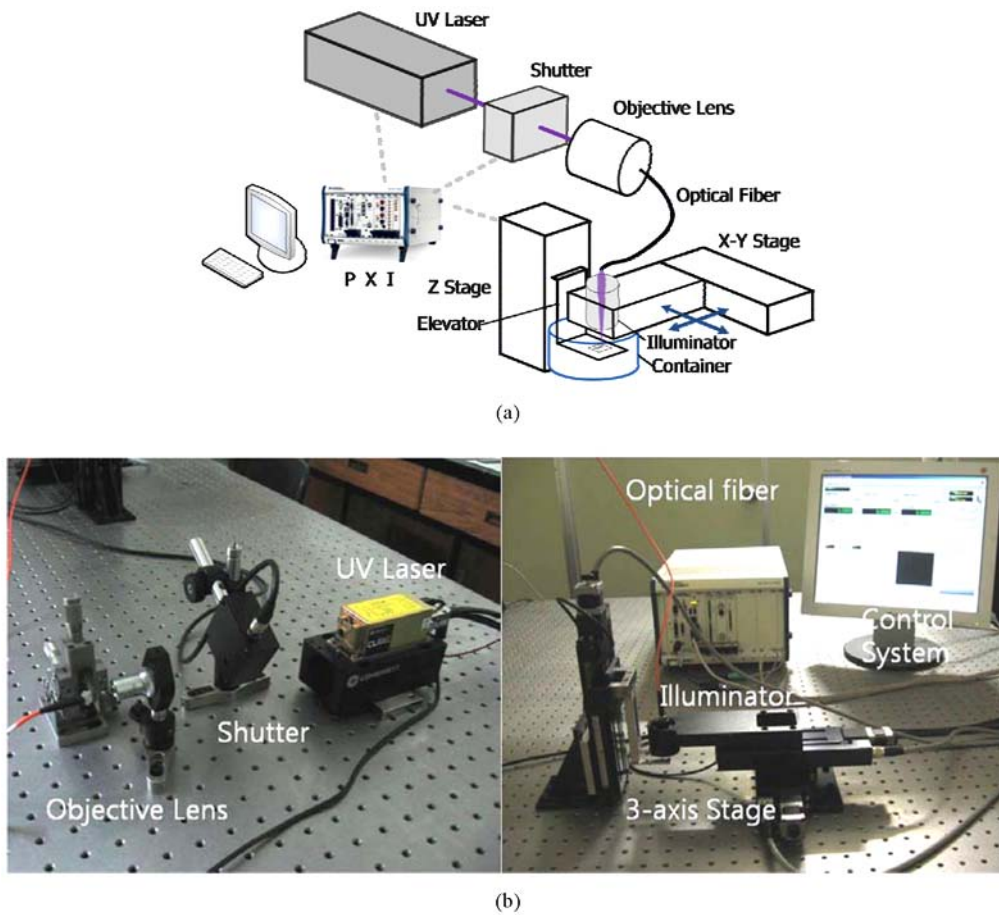 UV Laser
Shutter
Objective Lens
Optical Fiber
X-Y Stage
P X I
Z Stage
Elevator
Illuminator
Container
(a)
UV Laser
Shutter
Objective Lens
Optical fiber
Control
System
Illuminator
3-axis Stage
(b)